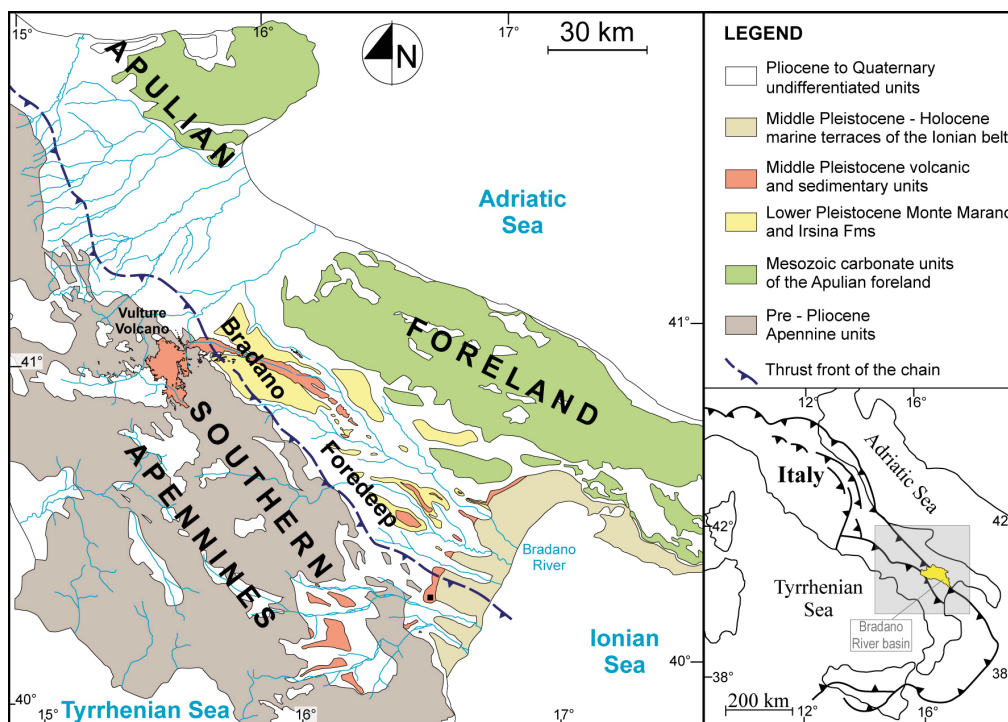 15°
16°
17°
30 km
N
APULIAN
Adriatic
Sea
Vulture
Volcano
41°
41°
Bradano
FORELAND
SOUTHERN
APENNINES
Foredeep
Bradano
River
Ionian
Sea
40°
40°
Tyrrhenian Sea
15°
16°
17°
LEGEND
Pliocene to Quaternary
undifferentiated units
Middle Pleistocene - Holocene
marine terraces of the Ionian belt
Middle Pleistocene volcanic
and sedimentary units
Lower Pleistocene Monte Marano
and Irsina Fms
Mesozoic carbonate units
of the Apulian foreland
Pre - Pliocene
Apennine units
Thrust front of the chain
12°
16°
Adriatic Sea
Italy
42°
42
Tyrrhenian
Sea
Bradano
River basin
38°
38
200 km
12°
16°